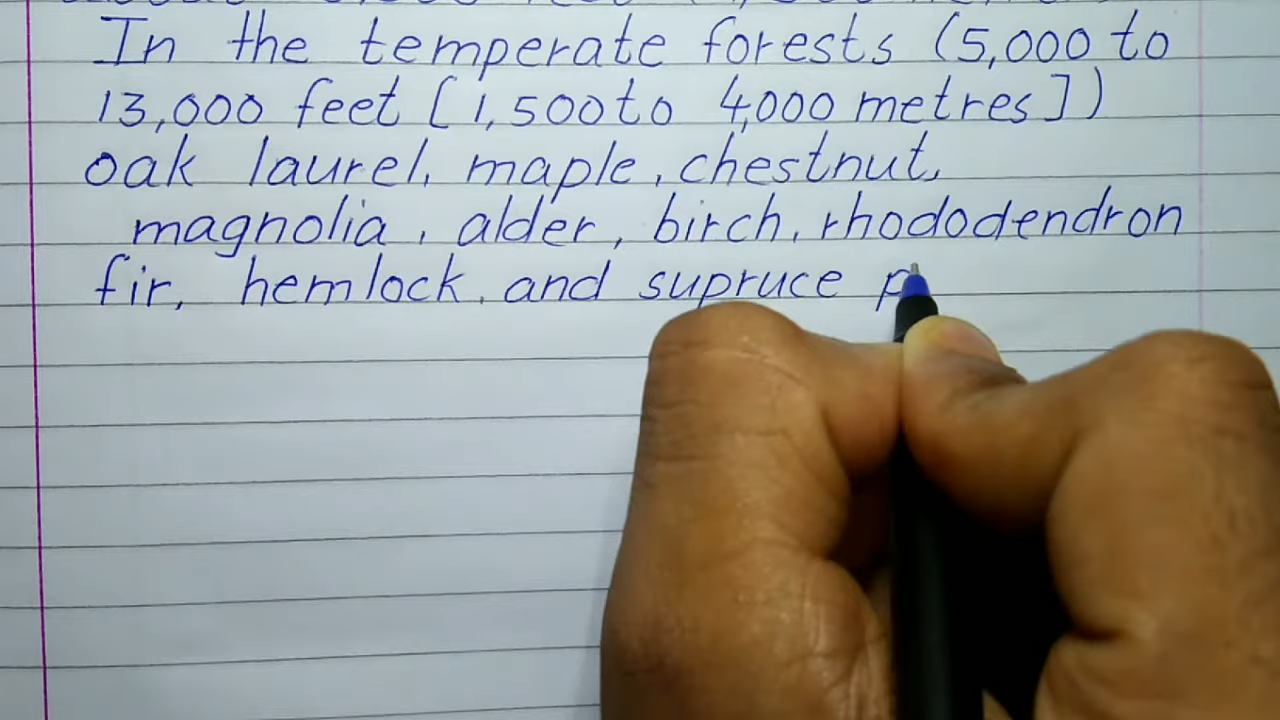 In the temperate forests (5,000 to
13,000 feet [1,500 to 4,000 metres])
oak laurel, maple, chestnut,
magnolia, alder, birch, rhododendron
fir, hemlock, and supruce p